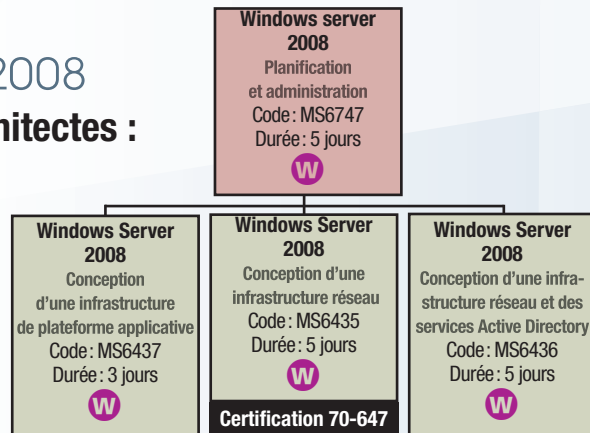 2008
hitectes :
Windows server
2008
Planification
et administration
Code : MS6747
Durée : 5 jours
W
Windows Server
2008
Conception
d'une infrastructure
de plateforme applicative
Code : MS6437
Durée : 3 jours
W
Windows Server
2008
Conception d'une
infrastructure réseau
Code : MS6435
Durée : 5 jours
W
Certification 70-647
Windows Server
2008
Conception d'une infra-
structure réseau et des
services Active Directory
Code : MS6436
Durée : 5 jours
W